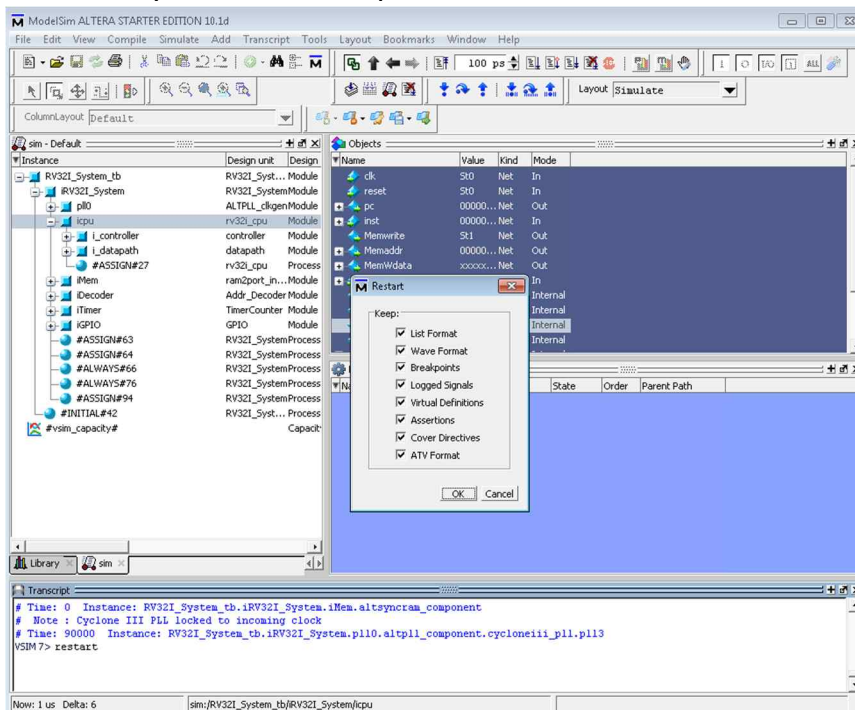 ModelSim ALTERA STARTER EDITION 10.1d
File Edit View Compile Simulate Add Transcript Tools Layout Bookmarks Window Help
100 ps
Layout Simulate
ColumnLayout Default
sim - Default
Instance Design unit Design
RV32I_System_tb RV32I_Syst... Module
iRV32I_System RV32I_System Module
pll0 ALTPLL_clkgen Module
icpu rv32i_cpu Module
i_controller controller Module
i_datapath datapath Module
#ASSIGN#27 rv32i_cpu Process
iMem ram2port_in... Module
iDecoder Addr_Decoder Module
iTimer TimerCounter Module
iGPIO GPIO Module
#ASSIGN#63 RV32I_System Process
#ASSIGN#64 RV32I_System Process
#ALWAYS#66 RV32I_System Process
#ALWAYS#76 RV32I_System Process
#ASSIGN#94 RV32I_System Process
#INITIAL#42 RV32I_Syst... Process
#vsim_capacity# Capacit
Library sim
Objects
Name Value Kind Mode
clk St0 Net In
reset St0 Net In
pc 00000... Net Out
inst 00000... Net In
Memwrite St1 Net Out
Memaddr 00000... Net Out
MemWdata xxxxx... Net Out
In
Internal
Internal
Internal
Internal
State Order Parent Path
Restart
Keep:
List Format
Wave Format
Breakpoints
Logged Signals
Virtual Definitions
Assertions
Cover Directives
ATV Format
OK Cancel
Transcript
# Time: 0 Instance: RV32I_System_tb.iRV32I_System.iMem.altsyncram_component
# Note : Cyclone III PLL locked to incoming clock
# Time: 90000 Instance: RV32I_System_tb.iRV32I_System.pll0.altpll_component.cycloneiii_pll.pll3
VSIM 7> restart
Now: 1 us Delta: 6 sim:/RV32I_System_tb/iRV32I_System/icpu